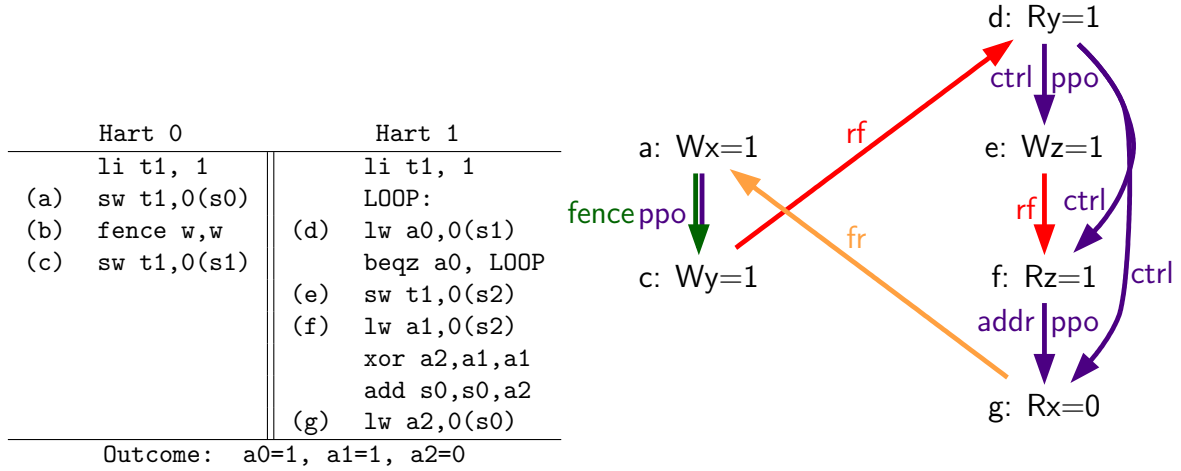 Hart 0 Hart 1
li t1, 1 li t1, 1
(a) sw t1,0(s0) LOOP:
(b) fence w,w (d) lw a0,0(s1)
(c) sw t1,0(s1) beqz a0, LOOP
(e) sw t1,0(s2)
(f) lw a1,0(s2)
xor a2,a1,a1
add s0,s0,a2
(g) lw a2,0(s0)
Outcome: a0=1, a1=1, a2=0
d: Ry=1
ctrl ppo
rf
a: Wx=1 e: Wz=1
fence ppo rf ctrl
fr
c: Wy=1 f: Rz=1
ctrl
addr ppo
g: Rx=0